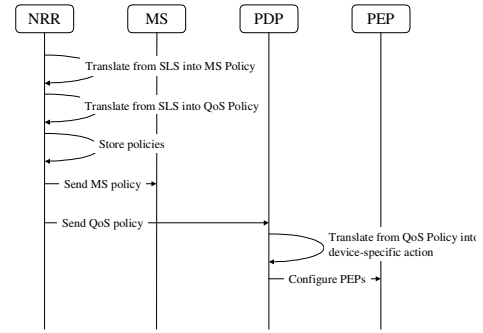 NRR MS PDP PEP
Translate from SLS into MS Policy
Translate from SLS into QoS Policy
Store policies
Send MS policy
Send QoS policy
Translate from QoS Policy into
device-specific action
Configure PEPs